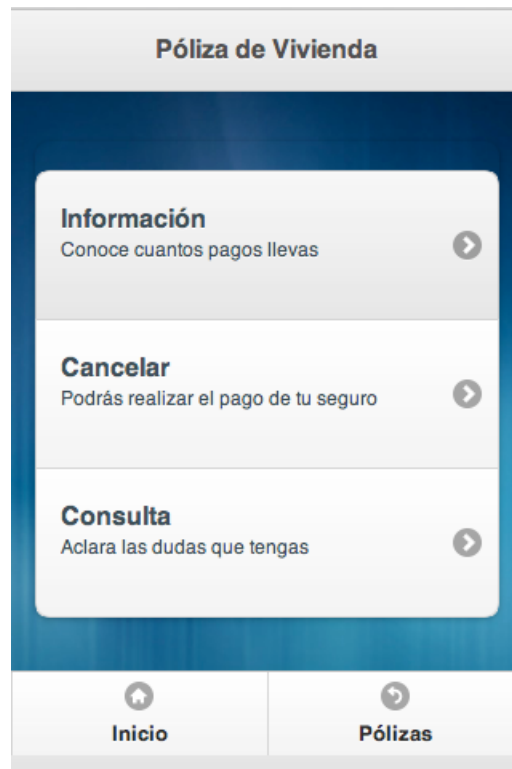 Póliza de Vivienda
Información
Conoce cuantos pagos llevas
Cancelar
Podrás realizar el pago de tu seguro
Consulta
Aclara las dudas que tengas
Inicio
Pólizas